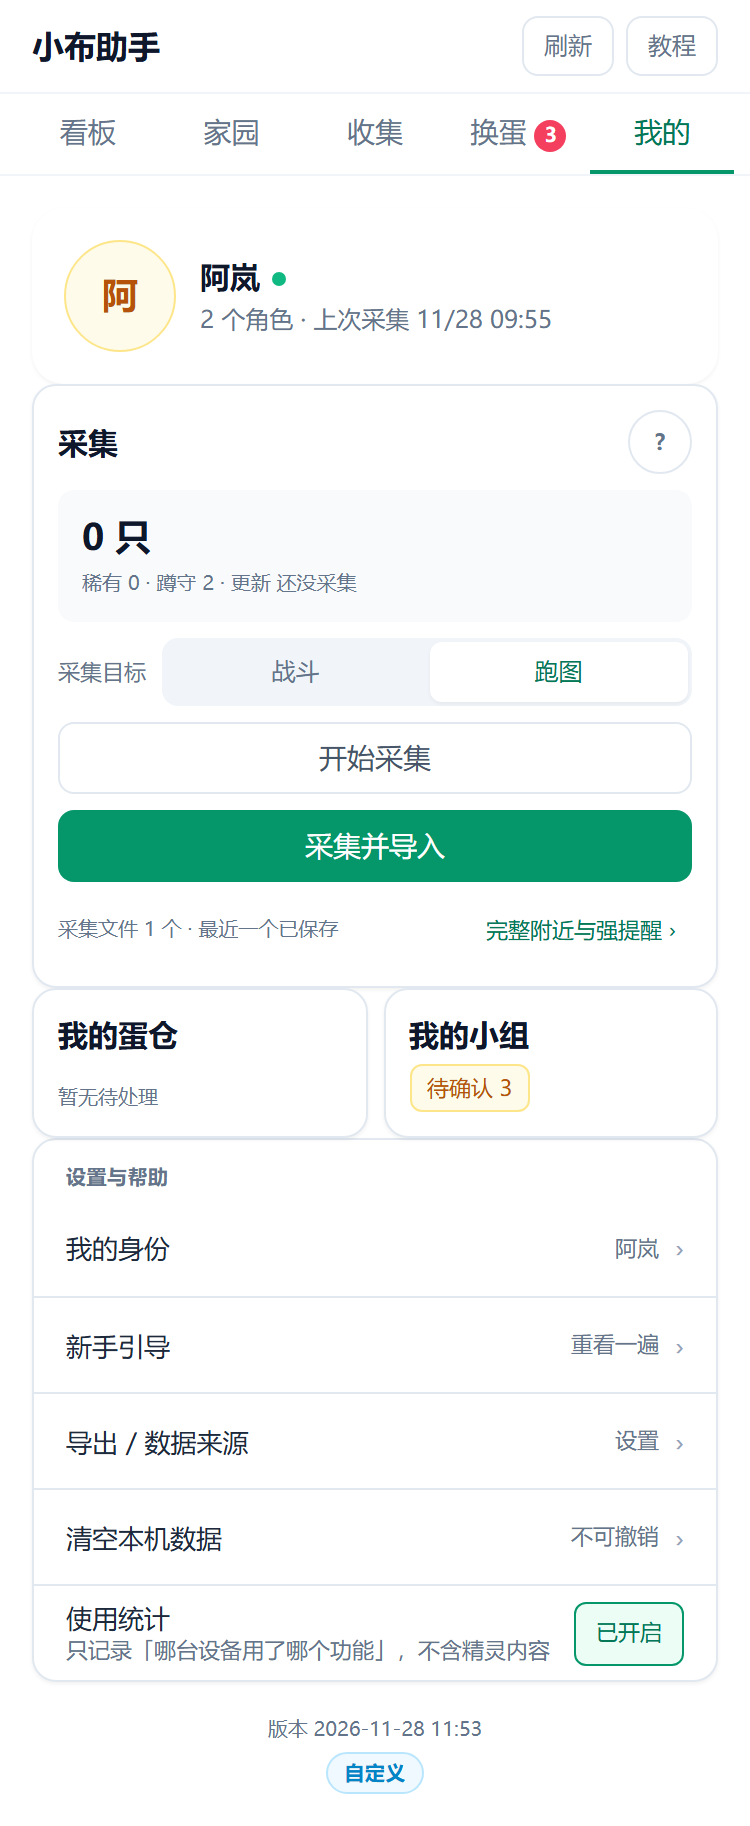 小布助手
刷新
教程
看板
家园
收集
换蛋 3
我的
阿
阿岚
2 个角色 · 上次采集 11/28 09:55
采集
?
0 只
稀有 0 · 蹲守 2 · 更新 还没采集
采集目标
战斗
跑图
开始采集
采集并导入
采集文件 1 个 · 最近一个已保存
完整附近与强提醒 ›
我的蛋仓
暂无待处理
我的小组
待确认 3
设置与帮助
我的身份
阿岚 ›
新手引导
重看一遍 ›
导出 / 数据来源
设置 ›
清空本机数据
不可撤销 ›
使用统计
只记录「哪台设备用了哪个功能」，不含精灵内容
已开启
版本 2026-11-28 11:53
自定义